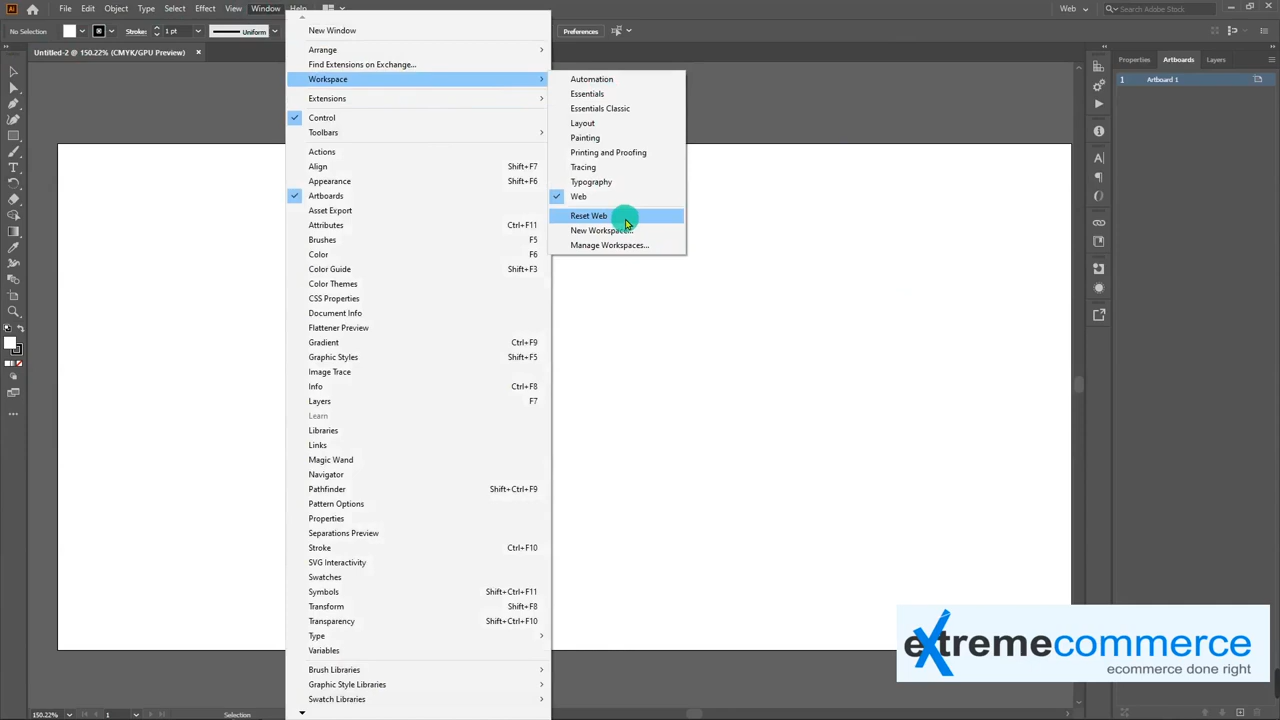 File Edit Object Type Select Effect View Window Help
Web
Search Adobe Stock
No Selection
Stroke:
1 pt
Uniform
Preferences
Untitled-2 @ 150.22% (CMYK/GPU Preview)
New Window
Arrange
Find Extensions on Exchange...
Workspace
Extensions
Control
Toolbars
Actions
Align Shift+F7
Appearance Shift+F6
Artboards
Asset Export
Attributes Ctrl+F11
Brushes F5
Color F6
Color Guide Shift+F3
Color Themes
CSS Properties
Document Info
Flattener Preview
Gradient Ctrl+F9
Graphic Styles Shift+F5
Image Trace
Info Ctrl+F8
Layers F7
Learn
Libraries
Links
Magic Wand
Navigator
Pathfinder Shift+Ctrl+F9
Pattern Options
Properties
Separations Preview
Stroke Ctrl+F10
SVG Interactivity
Swatches
Symbols Shift+Ctrl+F11
Transform Shift+F8
Transparency Shift+Ctrl+F10
Type
Variables
Brush Libraries
Graphic Style Libraries
Swatch Libraries
Automation
Essentials
Essentials Classic
Layout
Painting
Printing and Proofing
Tracing
Typography
Web
Reset Web
New Workspace...
Manage Workspaces...
Properties Artboards Layers
1 Artboard 1
extremecommerce
ecommerce done right
150.22%
1
Selection